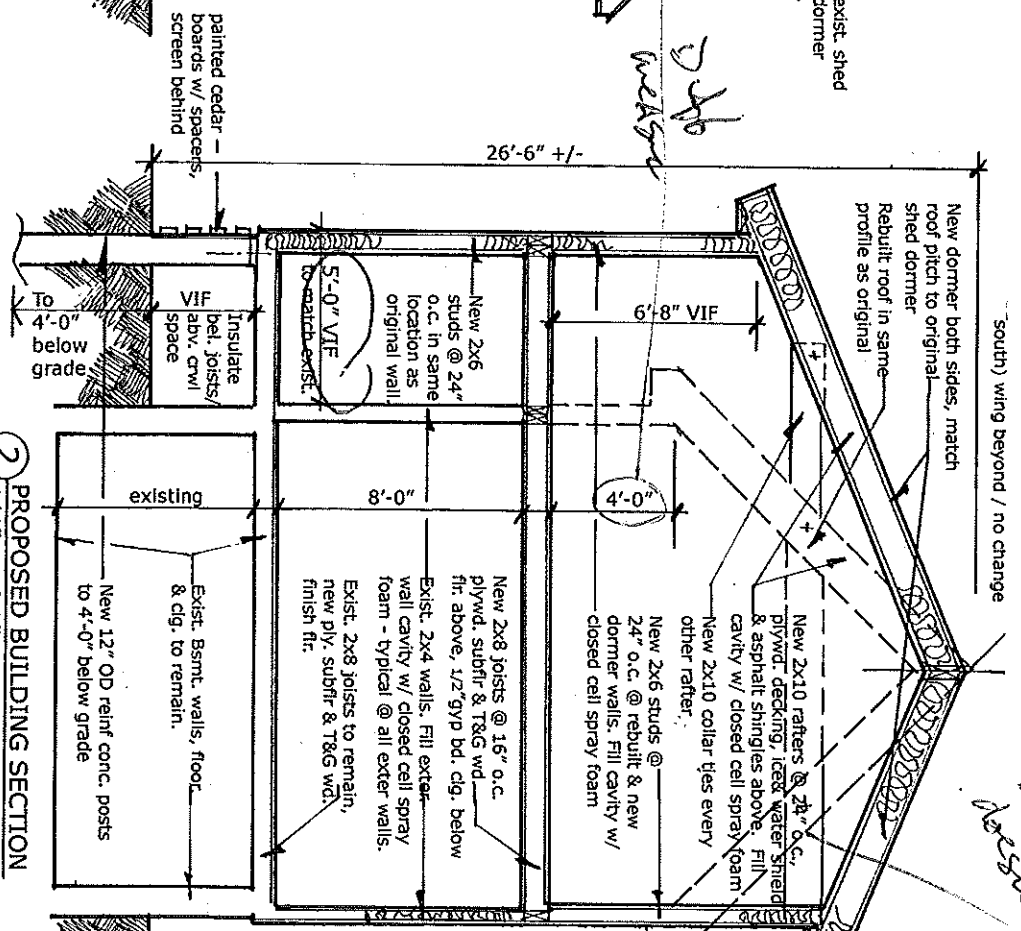 exist. shed
dormer
painted cedar –
boards w/ spacers,
screen behind
26'-6" +/-
south) wing beyond / no change
New dormer both sides, match
roof pitch to original
shed dormer
Rebuilt roof in same
profile as original
6'-8" VIF
4'-0"
New 2x6
studs @ 24"
o.c. in same
location as
original wall.
5'-0" VIF
to match exist.
8'-0"
VIF
Insulate
bel. joists/
abv. crwl
space
To
4'-0"
below
grade
existing
New 2x10 rafters @ 24" o.c.,
plywd. decking, ice& water shield
& asphalt shingles above. Fill
cavity w/ closed cell spray foam
New 2x10 collar ties every
other rafter.
New 2x6 studs @
24" o.c. @ rebuilt & new
dormer walls. Fill cavity w/
closed cell spray foam
New 2x8 joists @ 16" o.c.
plywd. subflr & T&G wd.
flr. above, 1/2"gyp bd. clg. below
Exist. 2x4 walls. Fill exter
wall cavity w/ closed cell spray
foam - typical @ all exter walls.
Exist. 2x8 joists to remain,
new ply. subflr & T&G wd.
finish flr.
Exist. Bsmt. walls, floor
& clg. to remain.
New 12" OD reinf conc. posts
to 4'-0" below grade
2 PROPOSED BUILDING SECTION